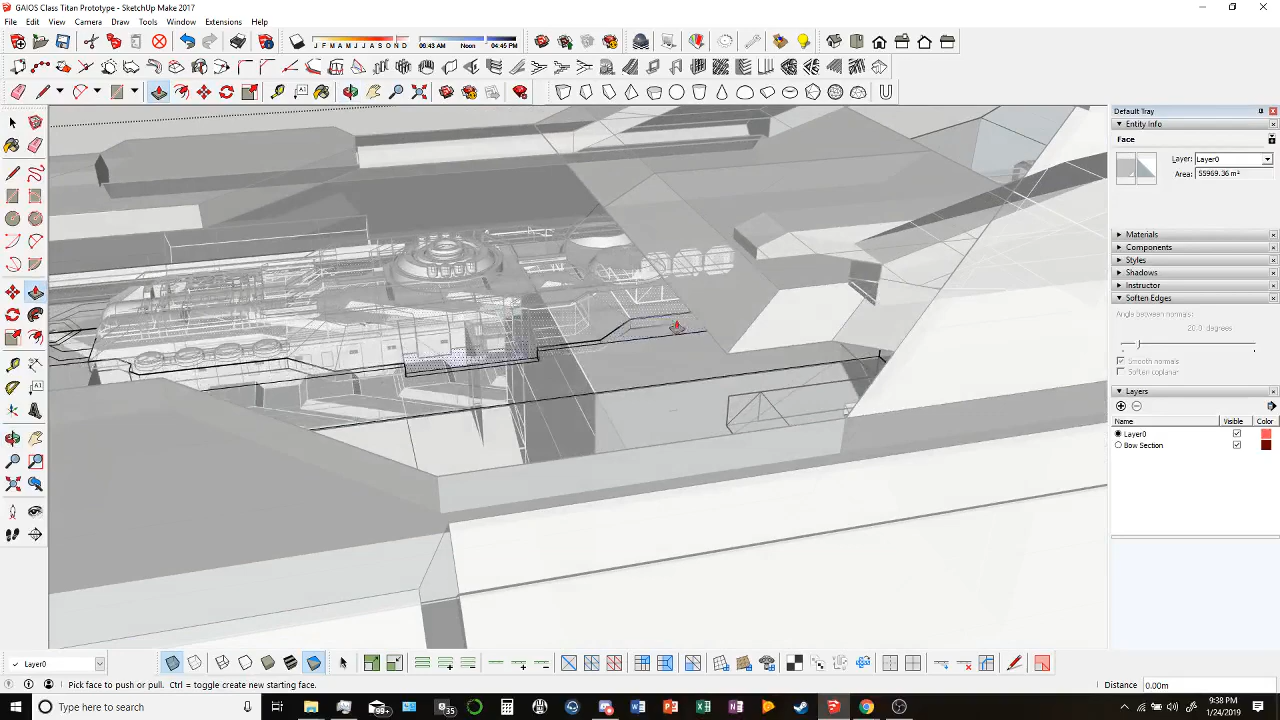 GAIOS Class Titan Prototype - SketchUp Make 2017
File Edit View Camera Draw Tools Window Extensions Help
J F M A M J J A S O N D
06:43 AM Noon 04:45 PM
Default Tray
Entity Info
Face
Layer: Layer0
Area: 55969.36 m²
Materials
Components
Styles
Shadows
Instructor
Soften Edges
Angle between normals:
20.0 degrees
Smooth normals
Soften coplanar
Layers
Name Visible Color
Layer0
Bow Section
Layer0
Pick face to push or pull. Ctrl = toggle create new starting face.
Distance 0.00m
Type here to search
99+
35
9:38 PM
1/24/2019